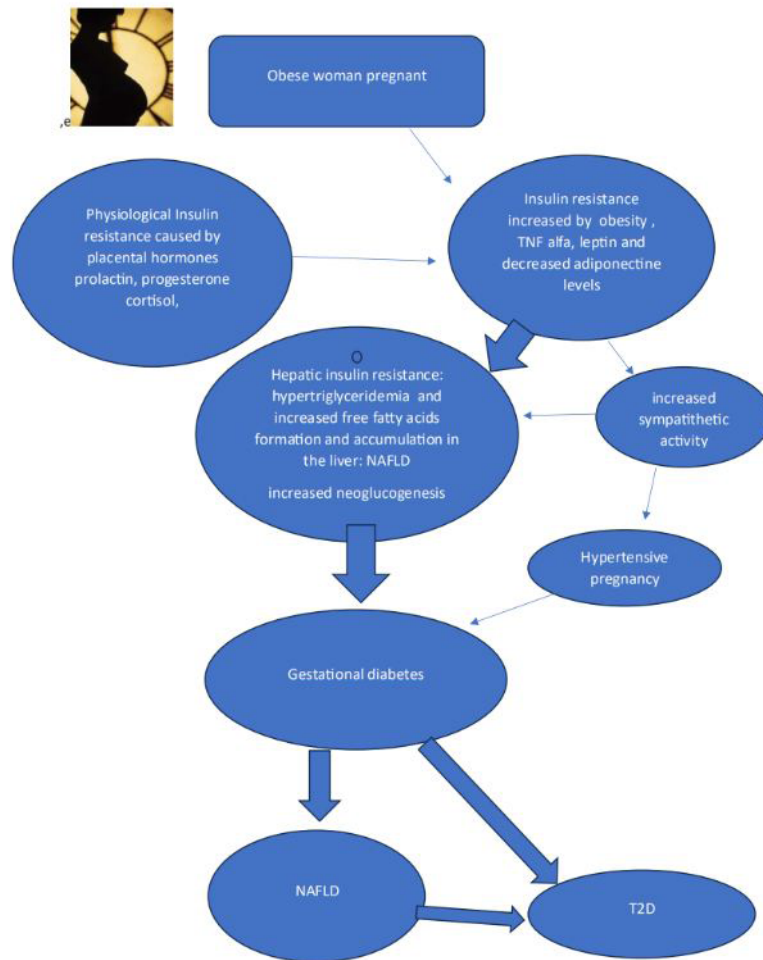 ,e
Obese woman pregnant
Physiological Insulin
resistance caused by
placental hormones
prolactin, progesterone
cortisol,
Insulin resistance
increased by obesity ,
TNF alfa, leptin and
decreased adiponectine
levels
Hepatic insulin resistance:
hypertriglyceridemia and
increased free fatty acids
formation and accumulation in
the liver: NAFLD
increased neoglucogenesis
increased
sympatithetic
activity
Hypertensive
pregnancy
Gestational diabetes
NAFLD
T2D